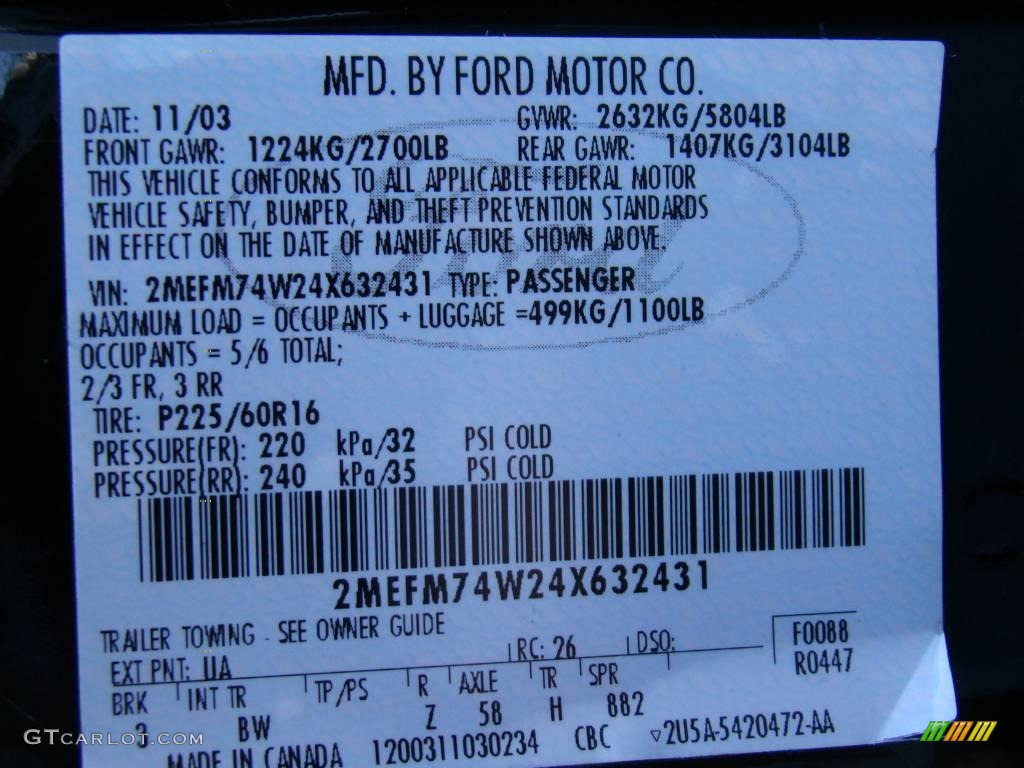 MFD. BY FORD MOTOR CO.
DATE: 11/03 GVWR: 2632KG/5804LB
FRONT GAWR: 1224KG/2700LB REAR GAWR: 1407KG/3104LB
THIS VEHICLE CONFORMS TO ALL APPLICABLE FEDERAL MOTOR
VEHICLE SAFETY, BUMPER, AND THEFT PREVENTION STANDARDS
IN EFFECT ON THE DATE OF MANUFACTURE SHOWN ABOVE.
VIN: 2MEFM74W24X632431 TYPE: PASSENGER
MAXIMUM LOAD = OCCUPANTS + LUGGAGE =499KG/1100LB
OCCUPANTS = 5/6 TOTAL;
2/3 FR, 3 RR
TIRE: P225/60R16
PRESSURE(FR): 220 kPa/32 PSI COLD
PRESSURE(RR): 240 kPa/35 PSI COLD
2MEFM74W24X632431
TRAILER TOWING - SEE OWNER GUIDE
EXT PNT: UA RC: 26 DSO: F0088
R0447
BRK INT TR TP/PS R AXLE TR SPR
BW Z 58 H 882
MADE IN CANADA 1200311030234 CBC ▿2U5A-5420472-AA
GTCARLOT.COM